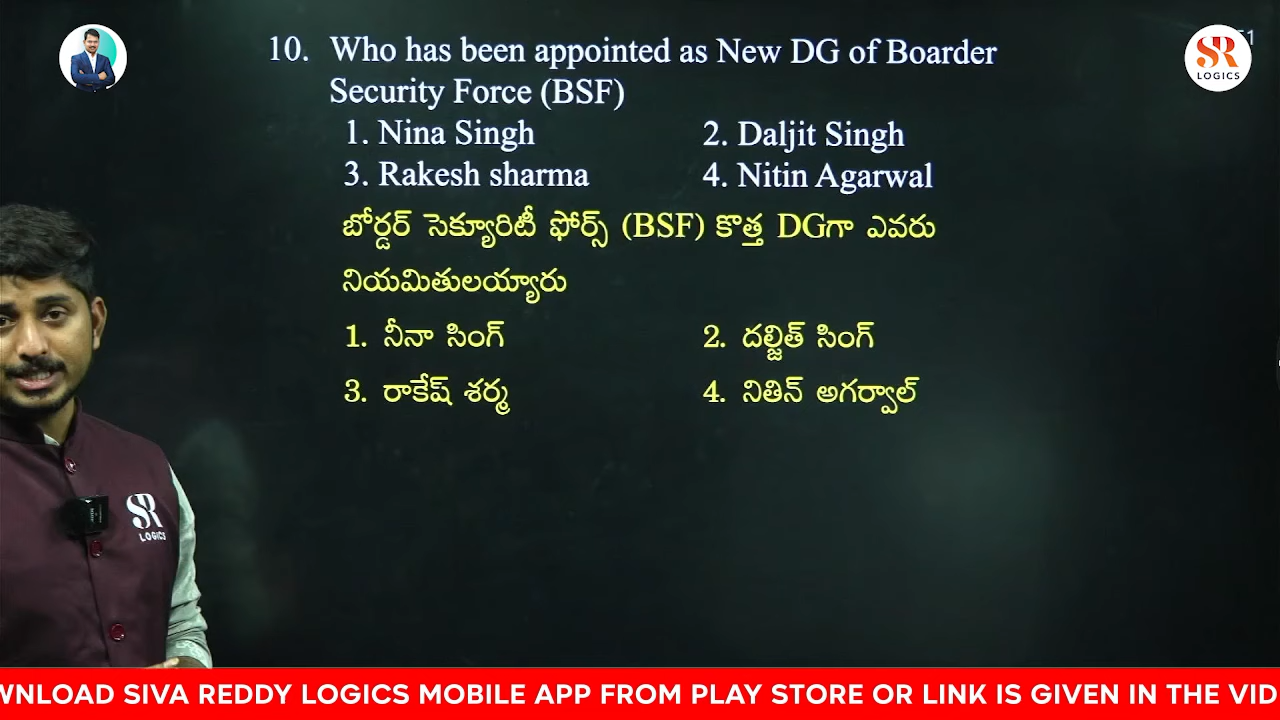 10. Who has been appointed as New DG of Boarder
Security Force (BSF)
1. Nina Singh 2. Daljit Singh
3. Rakesh sharma 4. Nitin Agarwal
బోర్డర్ సెక్యూరిటీ ఫోర్స్ (BSF) కొత్త DGగా ఎవరు
నియమితులయ్యారు
1. నీనా సింగ్ 2. దల్జిత్ సింగ్
3. రాకేష్ శర్మ 4. నితిన్ అగర్వాల్
SR
LOGICS
SR
LOGICS
WNLOAD SIVA REDDY LOGICS MOBILE APP FROM PLAY STORE OR LINK IS GIVEN IN THE VID